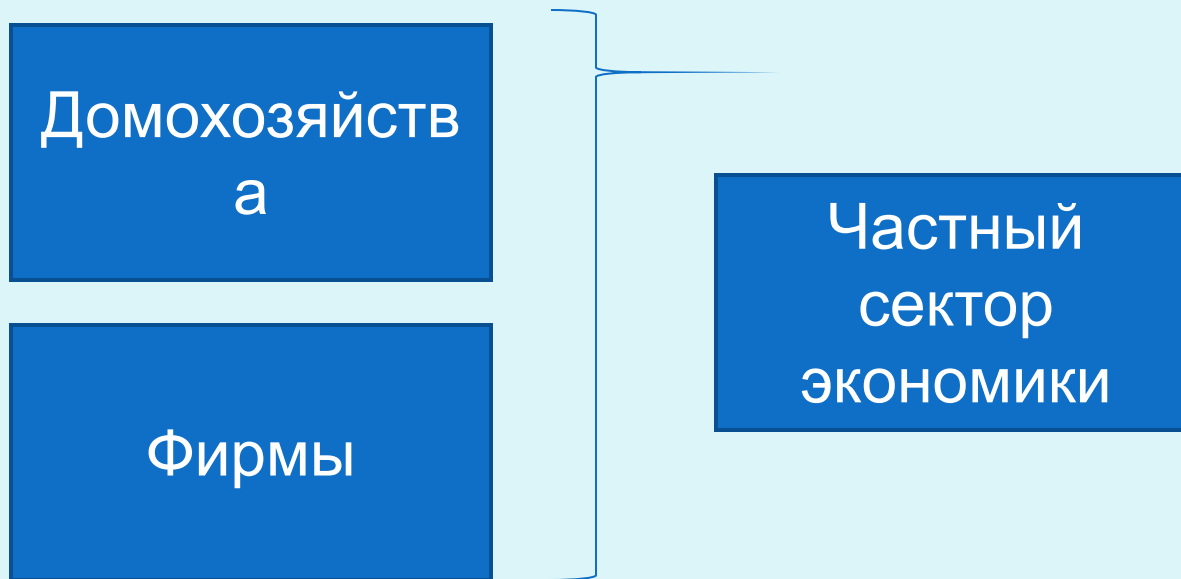 Домохозяйств
а
Фирмы
Частный
сектор
экономики